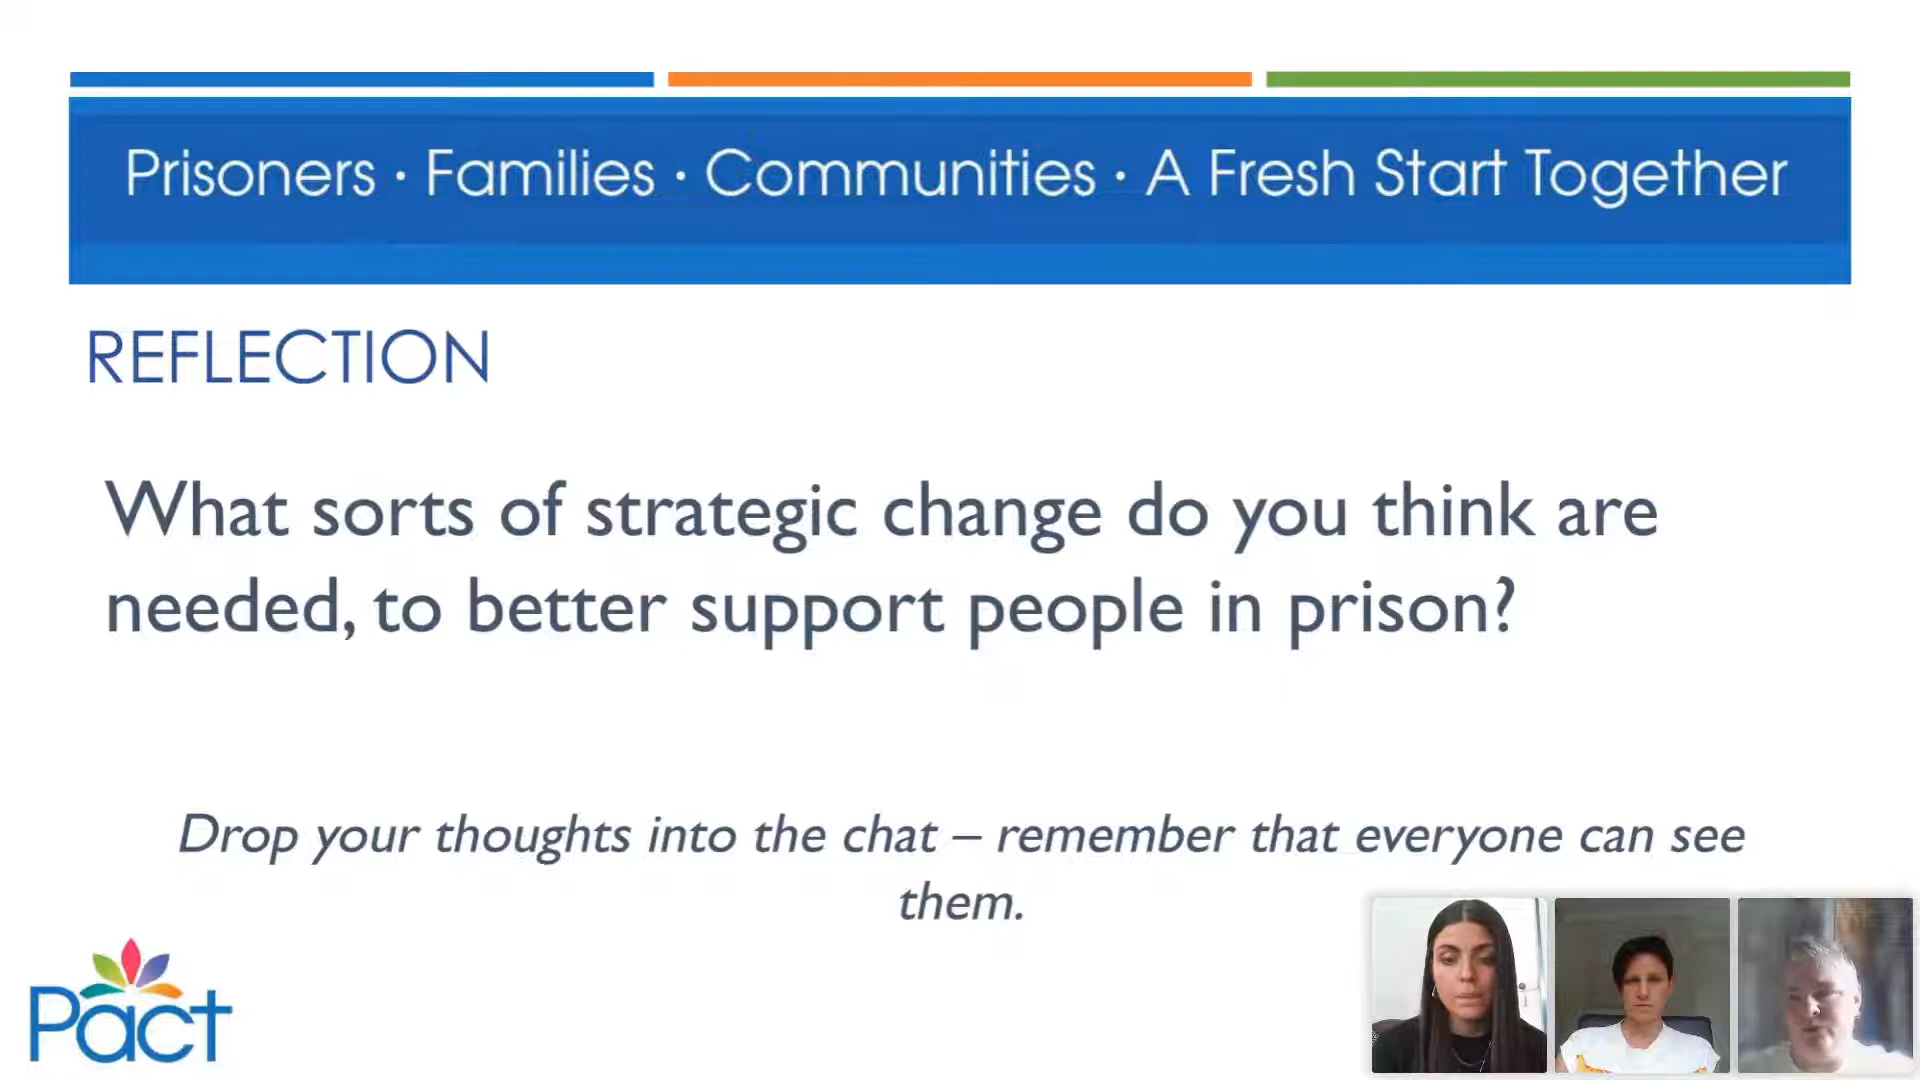 Prisoners · Families · Communities · A Fresh Start Together
REFLECTION
What sorts of strategic change do you think are
needed, to better support people in prison?
Drop your thoughts into the chat – remember that everyone can see
them.
Pact